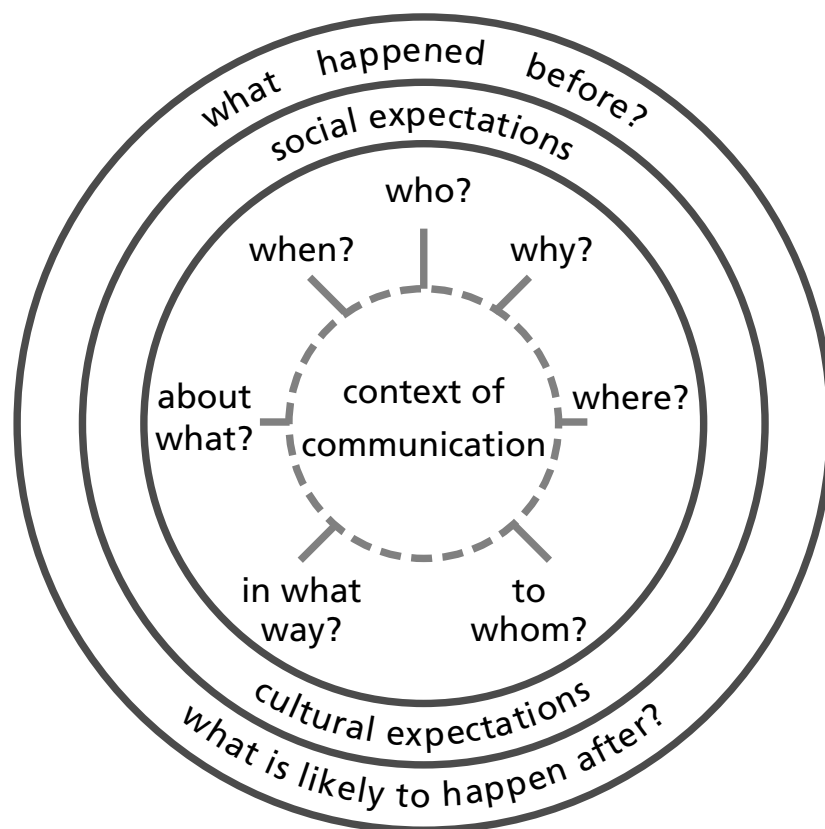 what happened before?
social expectations
who?
when?
why?
about
what?
context of
communication
where?
in what
way?
to
whom?
cultural expectations
what is likely to happen after?